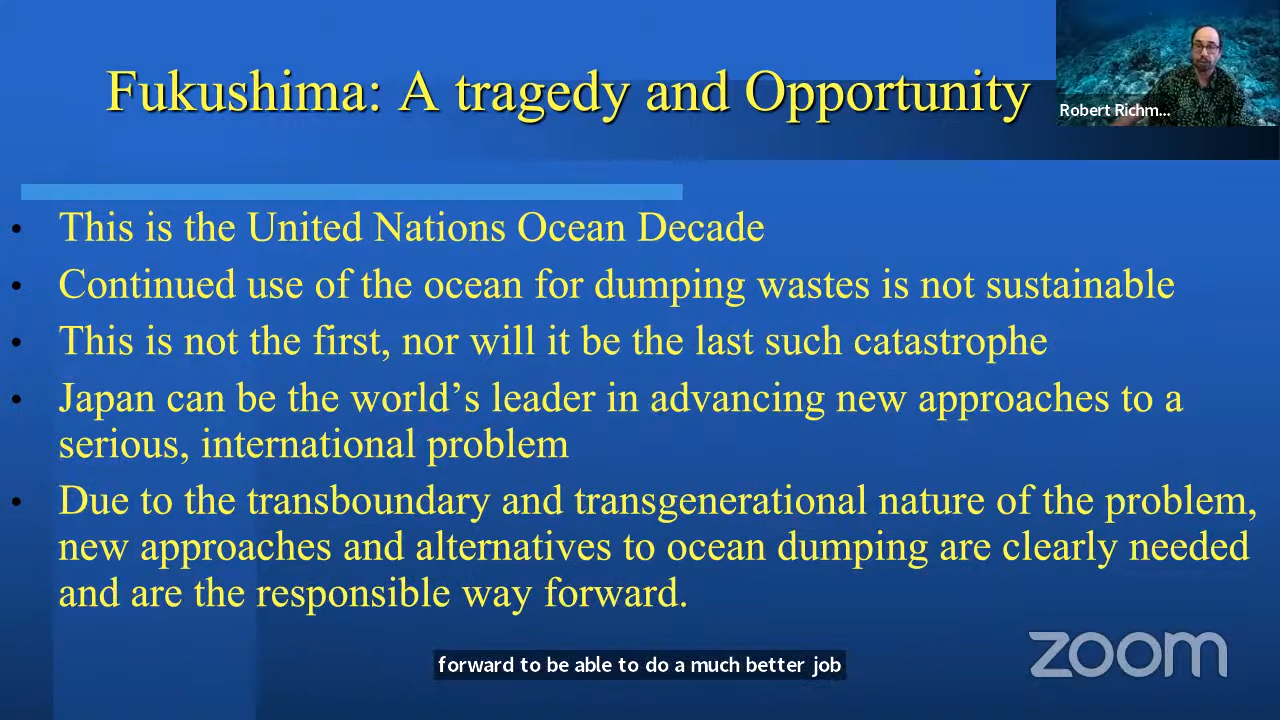 Fukushima: A tragedy and Opportunity
Robert Richm...
• This is the United Nations Ocean Decade
• Continued use of the ocean for dumping wastes is not sustainable
• This is not the first, nor will it be the last such catastrophe
• Japan can be the world’s leader in advancing new approaches to a
serious, international problem
• Due to the transboundary and transgenerational nature of the problem,
new approaches and alternatives to ocean dumping are clearly needed
and are the responsible way forward.
forward to be able to do a much better job
zoom